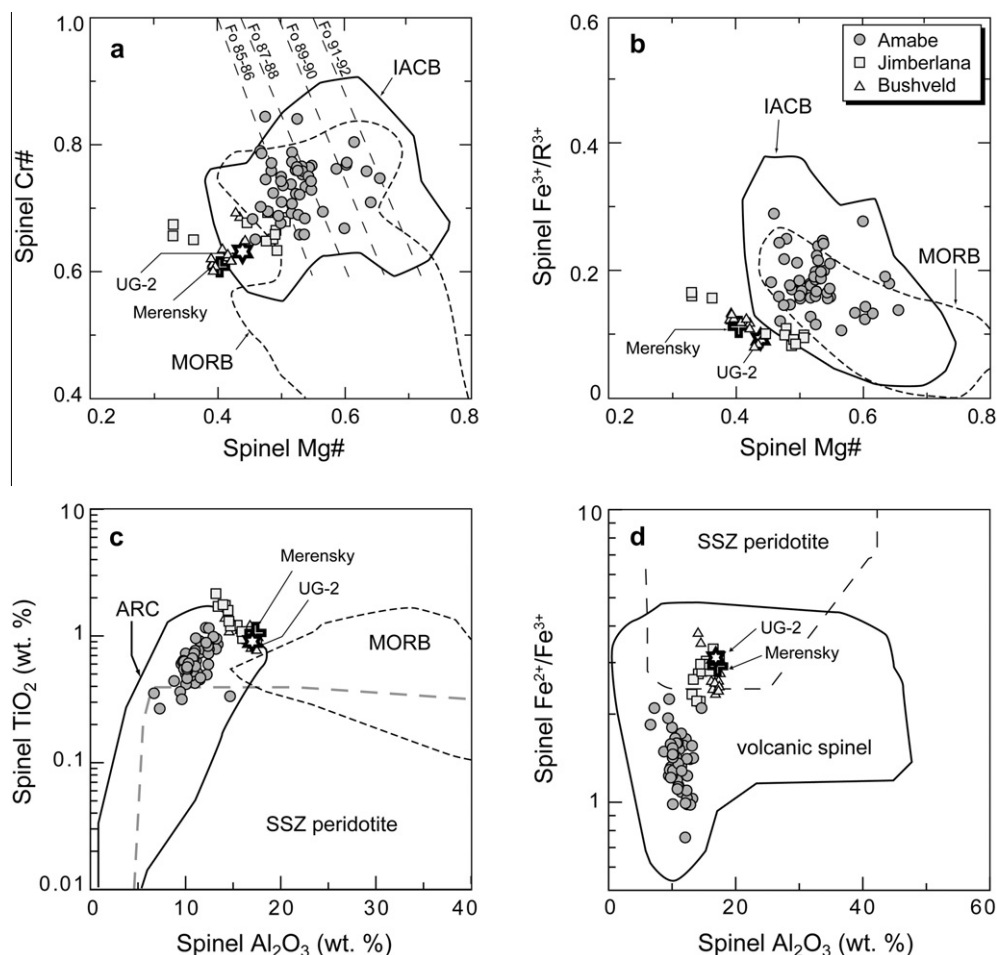 a
Fo 85-86
Fo 87-88
Fo 89-90
Fo 91-92
IACB
UG-2
Merensky
MORB
Spinel Cr#
1.0
0.8
0.6
0.4
0.2
0.4
0.6
0.8
Spinel Mg#
b
Amabe
Jimberlana
Bushveld
IACB
MORB
Merensky
UG-2
Spinel Fe3+/R3+
0.6
0.4
0.2
0
0.2
0.4
0.6
0.8
Spinel Mg#
c
Merensky
UG-2
ARC
MORB
SSZ peridotite
Spinel TiO2 (wt. %)
10
1
0.1
0.01
0
10
20
30
40
Spinel Al2O3 (wt. %)
d
SSZ peridotite
UG-2
Merensky
volcanic spinel
Spinel Fe2+/Fe3+
10
1
0
20
40
60
Spinel Al2O3 (wt. %)